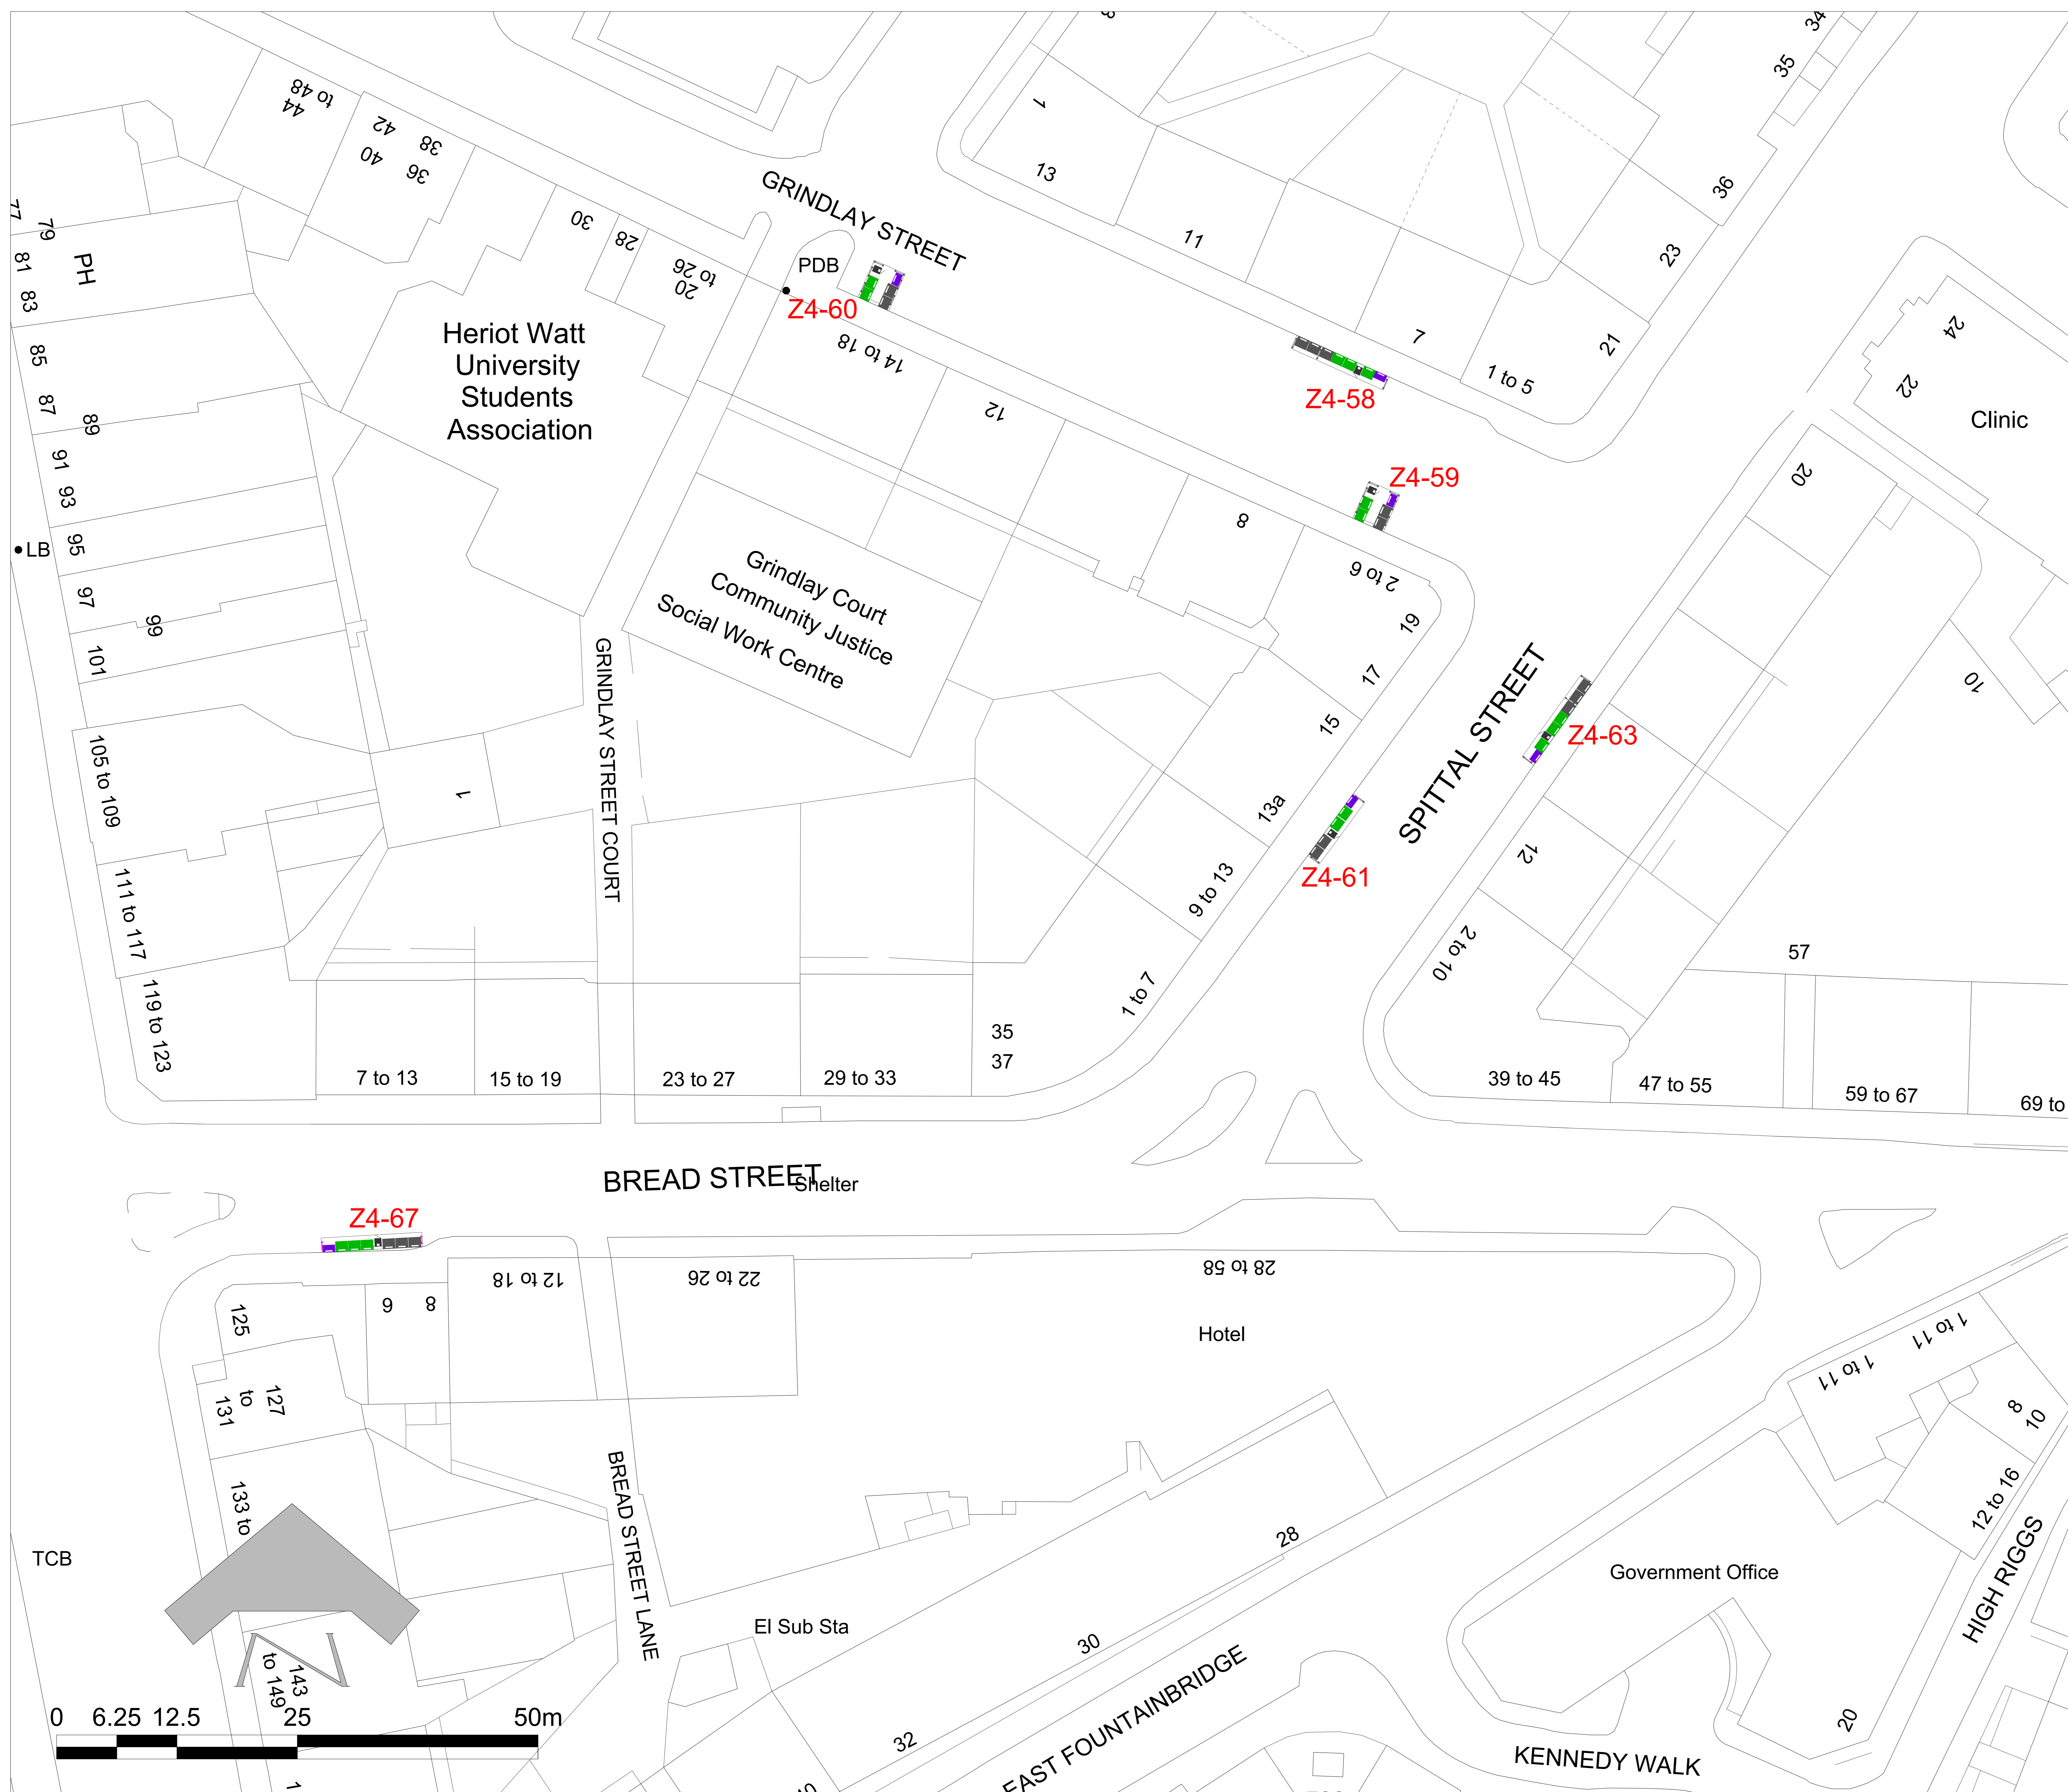 44
to 48
42
40
38
36
30
28
20
to 26
GRINDLAY STREET
PDB
Z4-60
14 to 18
12
8
2 to 6
1
13
11
7
1 to 5
21
23
36
35
34
Z4-58
Z4-59
24
22
Clinic
20
10
77
79
81
83
PH
85
87
89
91
93
LB
95
97
99
101
105 to 109
111 to 117
119 to 123
Heriot Watt
University
Students
Association
Grindlay Court
Community Justice
Social Work Centre
GRINDLAY STREET COURT
1
19
17
15
13a
9 to 13
1 to 7
SPITTAL STREET
Z4-63
Z4-61
12
2 to 10
57
7 to 13
15 to 19
23 to 27
29 to 33
35
37
39 to 45
47 to 55
59 to 67
69 to
BREAD STREET
Shelter
Z4-67
125
6
8
12 to 18
22 to 26
28 to 58
Hotel
127
to
131
133 to
BREAD STREET LANE
TCB
143
to 149
El Sub Sta
28
30
32
EAST FOUNTAINBRIDGE
1 to 11
1 to 11
8
10
12 to 16
HIGH RIGGS
Government Office
20
KENNEDY WALK
N
0 6.25 12.5 25 50m